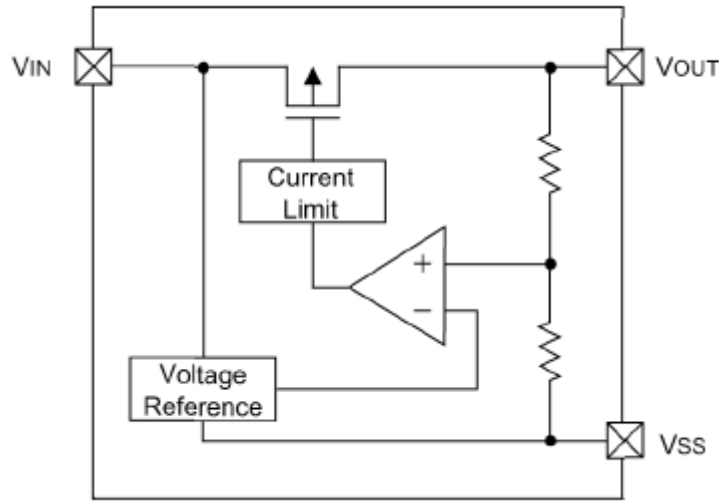 VIN
VOUT
Current
Limit
+
−
Voltage
Reference
VSS